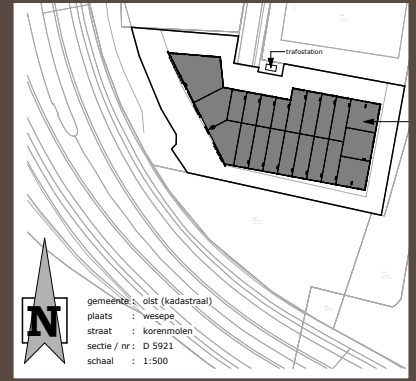 trafostation
N
gemeente : olst (kadastraal)
plaats : wesepe
straat : korenmolen
sectie / nr : D 5921
schaal : 1:500